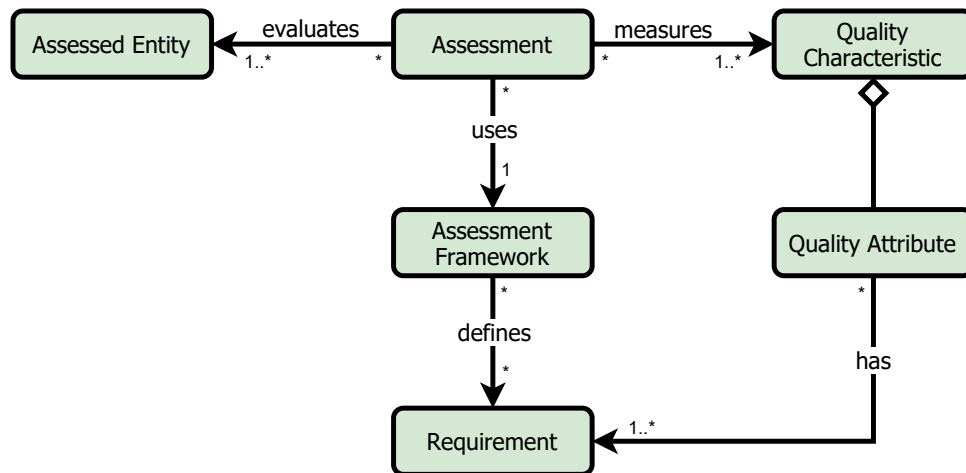 Assessed Entity
evaluates
1..*
*
Assessment
measures
*
1..*
Quality
Characteristic
*
uses
1
Assessment
Framework
Quality Attribute
*
defines
*
*
has
Requirement
1..*